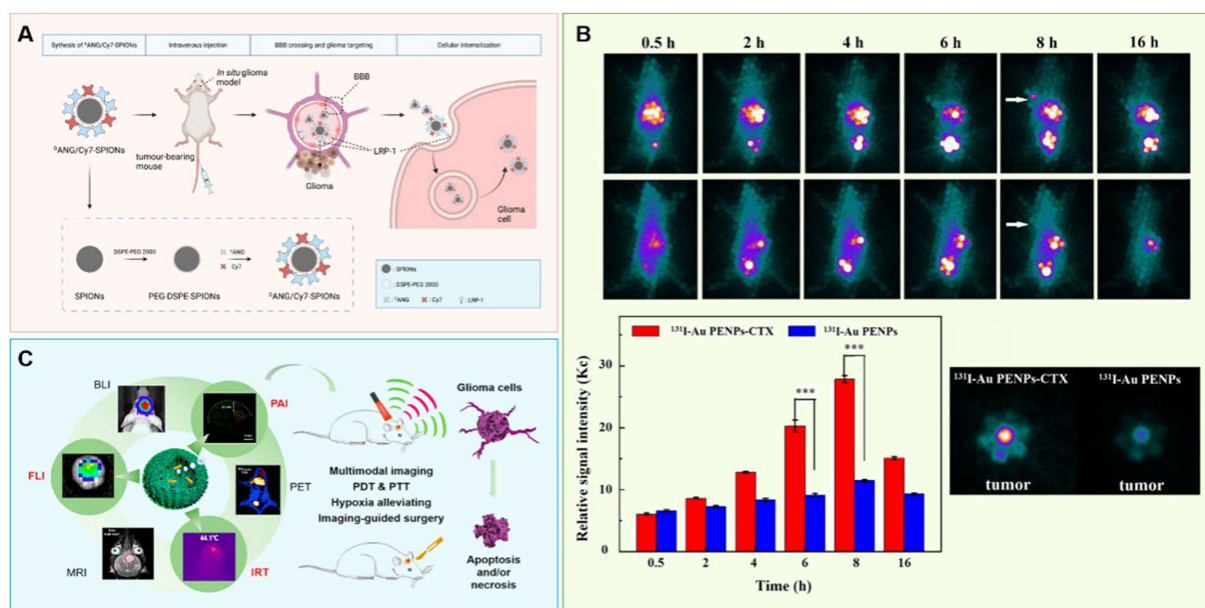 A
Sythesis of ᴰANG/Cy7-SPIONs
Intravenous injection
BBB crossing and glioma targeting
Cellular internalization
In situ glioma
model
BBB
ᴰANG/Cy7-SPIONs
tumour-bearing
mouse
Glioma
LRP-1
Glioma
cell
DSPE-PEG 2000
ᴰANG
Cy7
SPIONs
PEG-DSPE-SPIONs
ᴰANG/Cy7-SPIONs
: SPIONs
: DSPE-PEG 2000
: ᴰANG
: Cy7
: LRP-1
B
0.5 h 2 h 4 h 6 h 8 h 16 h
¹³¹I-Au PENPs-CTX
¹³¹I-Au PENPs
Relative signal intensity (Kc)
30
20
10
0
***
***
0.5 2 4 6 8 16
Time (h)
¹³¹I-Au PENPs-CTX
¹³¹I-Au PENPs
tumor
tumor
C
BLI
PAI
FLI
PET
MRI
44.1°C
IRT
Multimodal imaging
PDT & PTT
Hypoxia alleviating
Imaging-guided surgery
Glioma cells
Apoptosis
and/or
necrosis